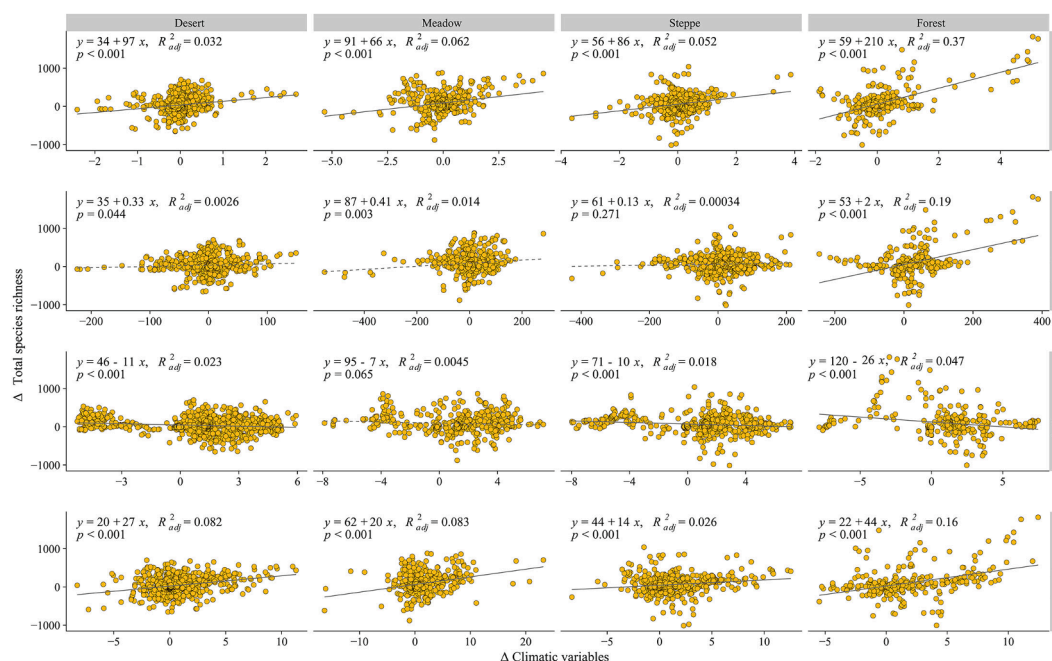 Desert Meadow Steppe Forest
y = 34 + 97 x, R²adj = 0.032
p < 0.001
y = 91 + 66 x, R²adj = 0.062
p < 0.001
y = 56 + 86 x, R²adj = 0.052
p < 0.001
y = 59 + 210 x, R²adj = 0.37
p < 0.001
1000
0
−1000
−2 −1 0 1 2
−5.0 −2.5 0 2.5
−4 −2 0 2 4
−2 0 2 4
y = 35 + 0.33 x, R²adj = 0.0026
p = 0.044
y = 87 + 0.41 x, R²adj = 0.014
p = 0.003
y = 61 + 0.13 x, R²adj = 0.00034
p = 0.271
y = 53 + 2 x, R²adj = 0.19
p < 0.001
1000
0
−1000
−200 −100 0 100
−600 −400 −200 0 200
−400 −200 0 200
−200 0 200 400
Δ Total species richness
y = 46 - 11 x, R²adj = 0.023
p < 0.001
y = 95 - 7 x, R²adj = 0.0045
p = 0.065
y = 71 - 10 x, R²adj = 0.018
p < 0.001
y = 120 - 26 x, R²adj = 0.047
p < 0.001
1000
0
−1000
−3 0 3 6
−8 −4 0 4 8
−8 −4 0 4
−5 0 5
y = 20 + 27 x, R²adj = 0.082
p < 0.001
y = 62 + 20 x, R²adj = 0.083
p < 0.001
y = 44 + 14 x, R²adj = 0.026
p < 0.001
y = 22 + 44 x, R²adj = 0.16
p < 0.001
1000
0
−1000
−5 0 5 10
−10 0 10 20
−5 0 5 10
−5 0 5 10
Δ Climatic variables